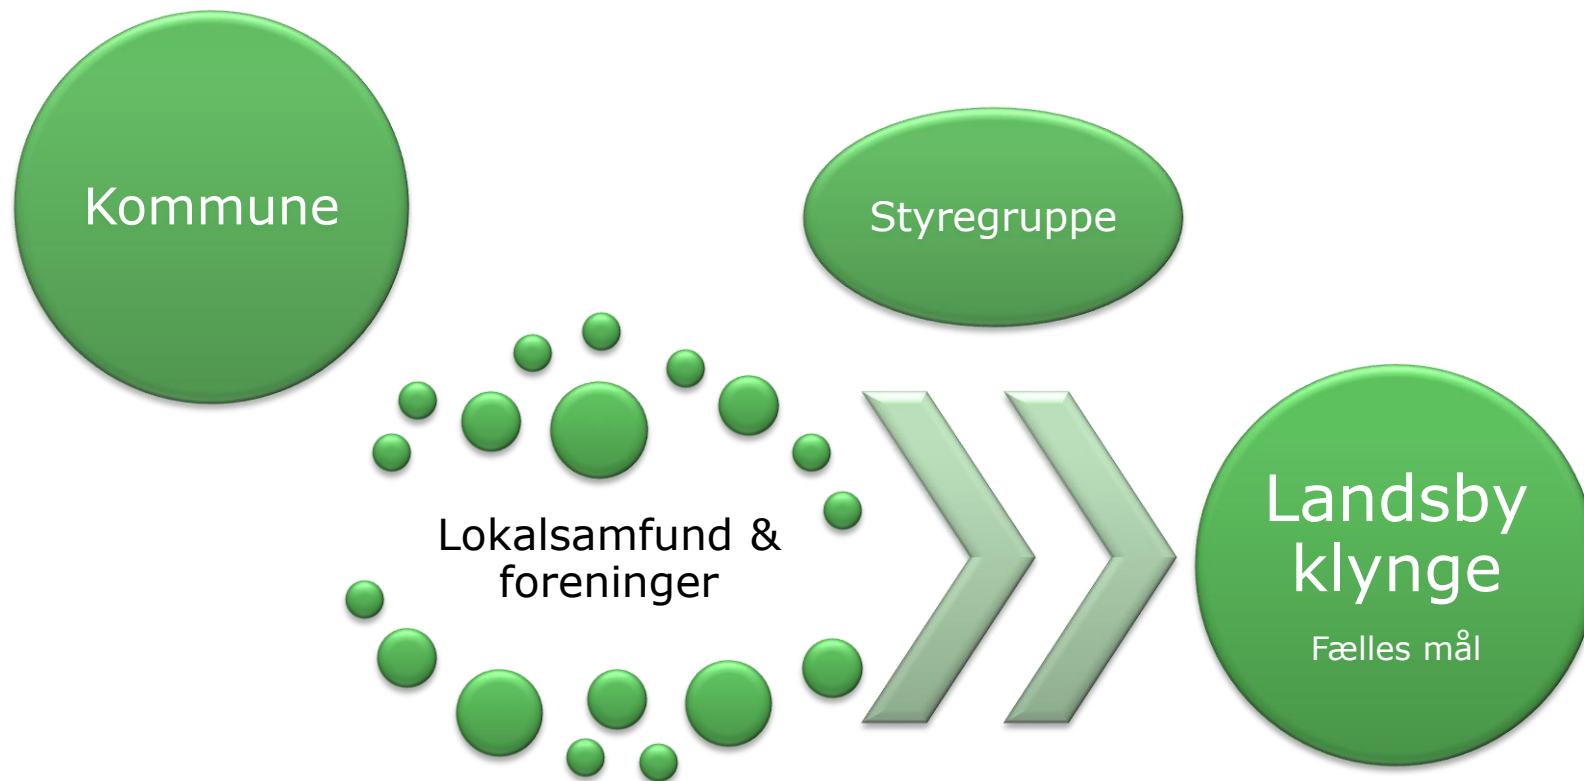 Kommune
Styregruppe
Lokalsamfund &
foreninger
Landsby
klynge
Fælles mål